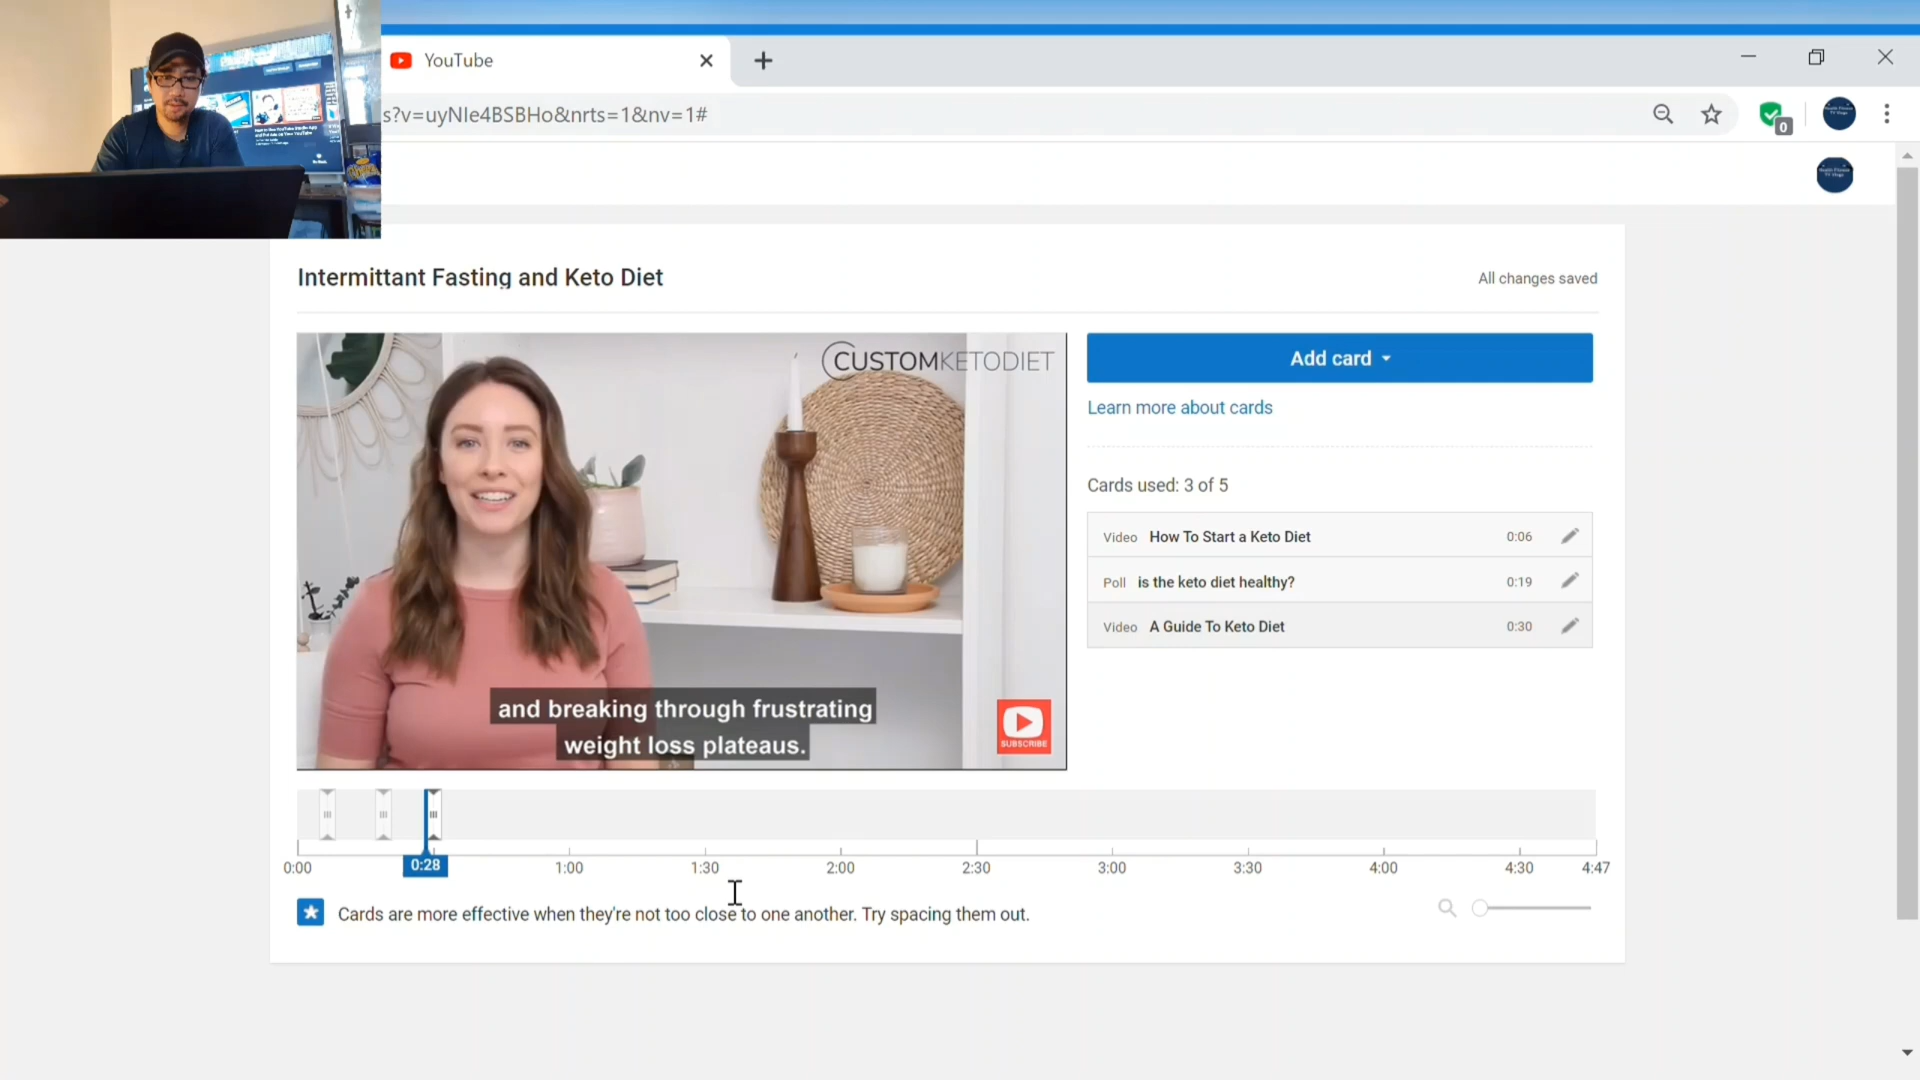 YouTube
s?v=uyNIe4BSBHo&nrts=1&nv=1#
0
Intermittant Fasting and Keto Diet
All changes saved
CUSTOMKETODIET
Add card
Learn more about cards
Cards used: 3 of 5
Video How To Start a Keto Diet 0:06
Poll is the keto diet healthy? 0:19
Video A Guide To Keto Diet 0:30
and breaking through frustrating
weight loss plateaus.
SUBSCRIBE
0:00 0:28 1:00 1:30 2:00 2:30 3:00 3:30 4:00 4:30 4:47
Cards are more effective when they're not too close to one another. Try spacing them out.